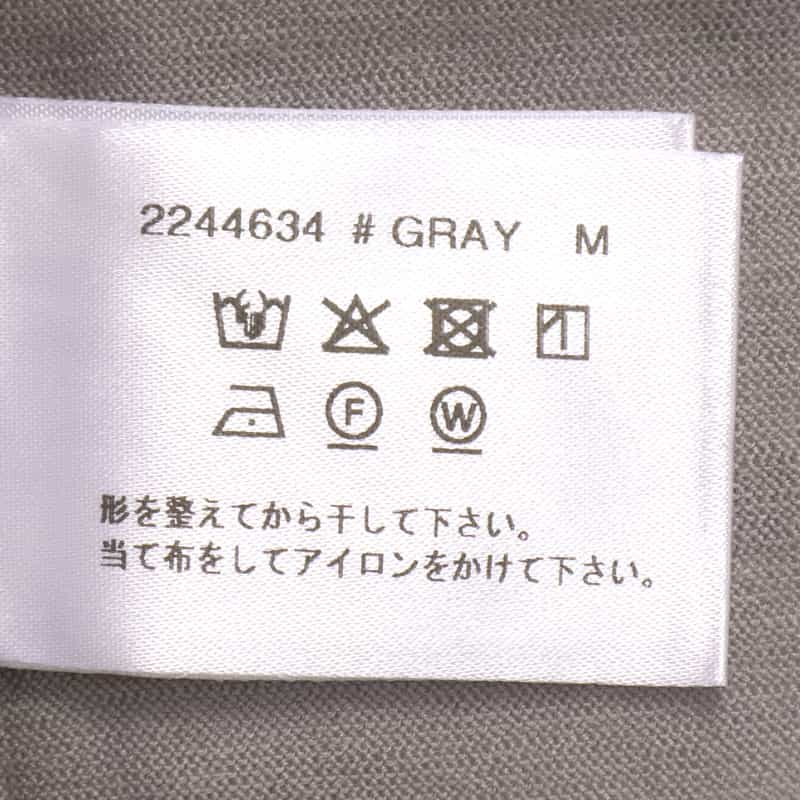 2244634 # GRAY M
F W
形を整えてから干して下さい。
当て布をしてアイロンをかけて下さい。